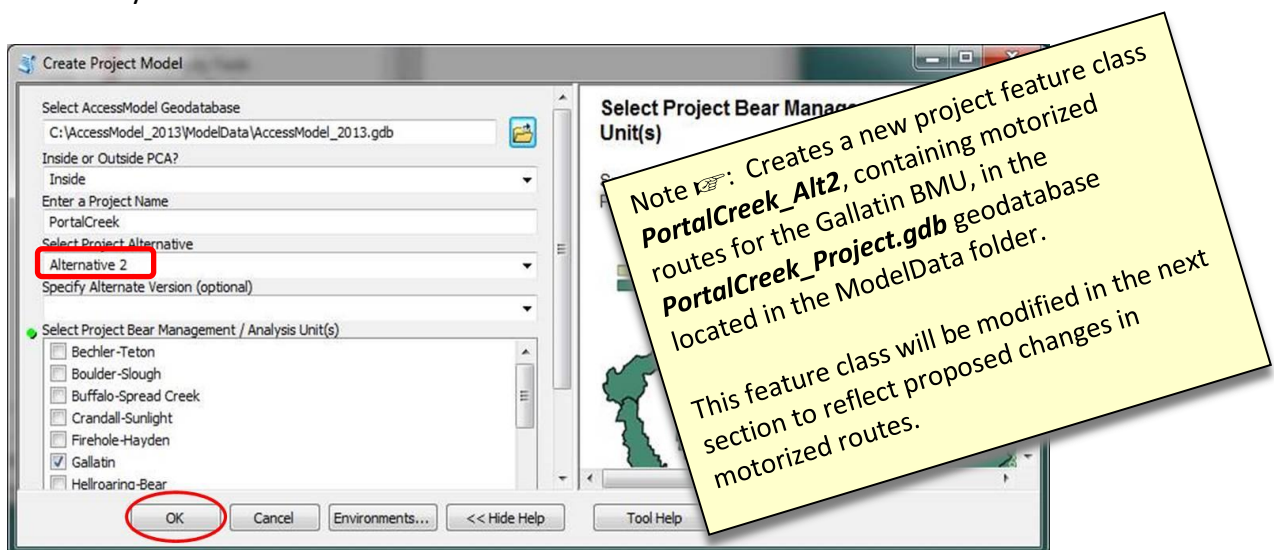 Create Project Model
Select AccessModel Geodatabase
C:\AccessModel_2013\ModelData\AccessModel_2013.gdb
Inside or Outside PCA?
Inside
Enter a Project Name
PortalCreek
Select Project Alternative
Alternative 2
Specify Alternate Version (optional)
Select Project Bear Management / Analysis Unit(s)
Bechler-Teton
Boulder-Slough
Buffalo-Spread Creek
Crandall-Sunlight
Firehole-Hayden
Gallatin
Hellroaring-Bear
OK Cancel Environments... << Hide Help Tool Help
Select Project Bear
Unit(s)
Note ☞: Creates a new project feature class
PortalCreek_Alt2, containing motorized
routes for the Gallatin BMU, in the
PortalCreek_Project.gdb geodatabase
located in the ModelData folder.
This feature class will be modified in the next
section to reflect proposed changes in
motorized routes.